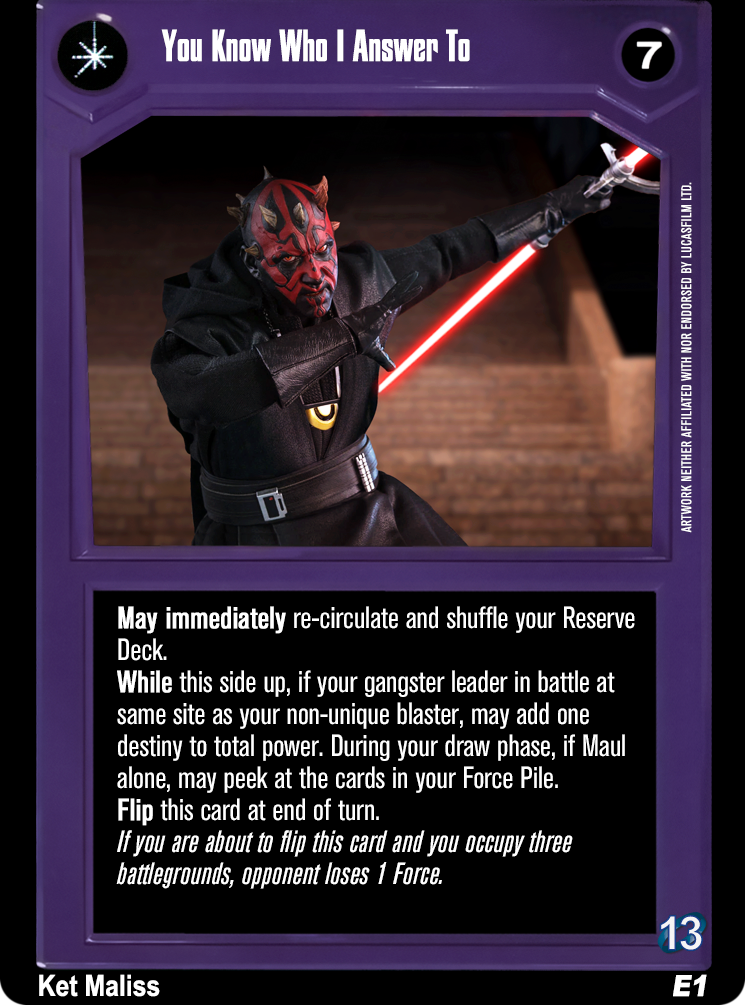 You Know Who I Answer To
7
ARTWORK NEITHER AFFILIATED WITH NOR ENDORSED BY LUCASFILM LTD.
May immediately re-circulate and shuffle your Reserve
Deck.
While this side up, if your gangster leader in battle at
same site as your non-unique blaster, may add one
destiny to total power. During your draw phase, if Maul
alone, may peek at the cards in your Force Pile.
Flip this card at end of turn.
If you are about to flip this card and you occupy three
battlegrounds, opponent loses 1 Force.
13
Ket Maliss
E1